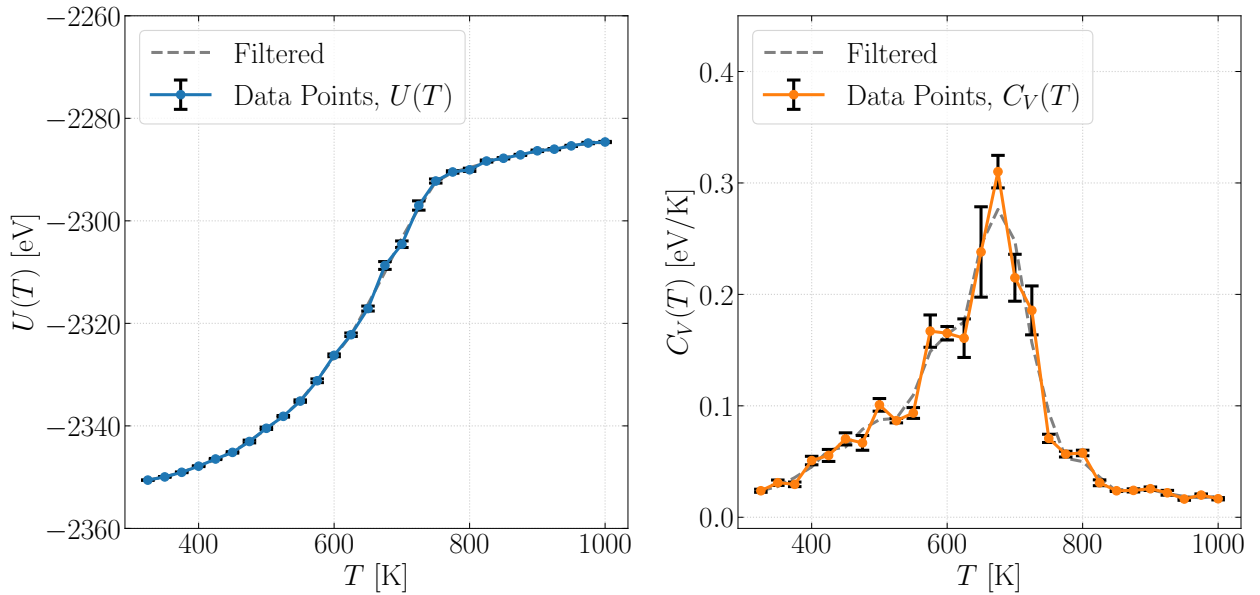 −2260
−2280
−2300
−2320
−2340
−2360
U(T) [eV]
Filtered
Data Points, U(T)
400
600
800
1000
T [K]
0.4
0.3
0.2
0.1
0.0
C_V(T) [eV/K]
Filtered
Data Points, C_V(T)
400
600
800
1000
T [K]